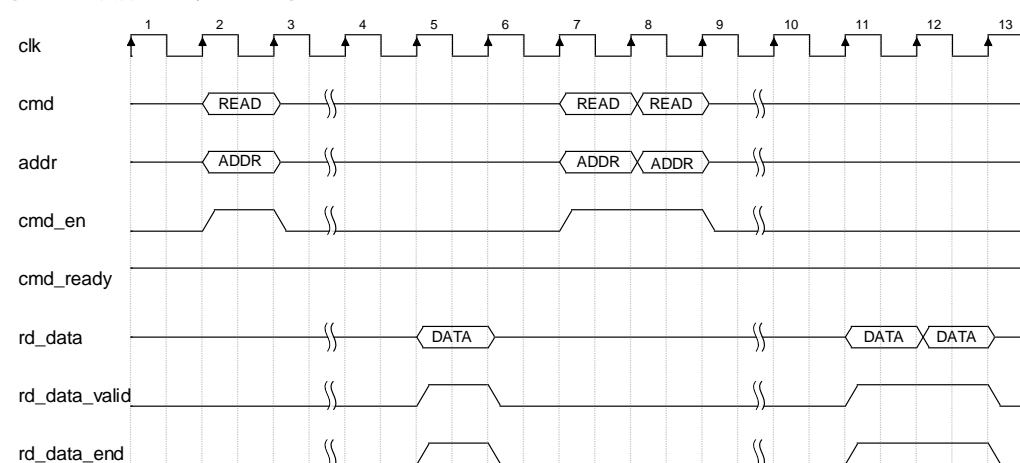 1 2 3 4 5 6 7 8 9 10 11 12 13
clk
cmd READ READ READ
addr ADDR ADDR ADDR
cmd_en
cmd_ready
rd_data DATA DATA DATA
rd_data_valid
rd_data_end